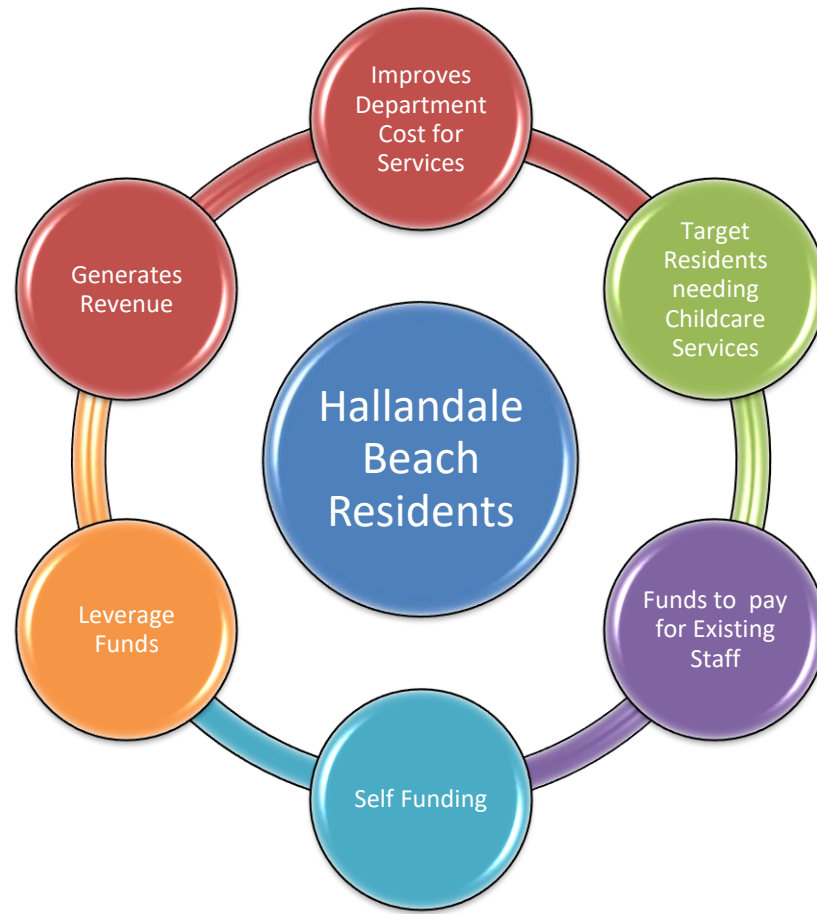 Improves
Department
Cost for
Services
Target
Residents
needing
Childcare
Services
Funds to  pay
for Existing
Staff
Self Funding
Leverage
Funds
Generates
Revenue
Hallandale
Beach
Residents